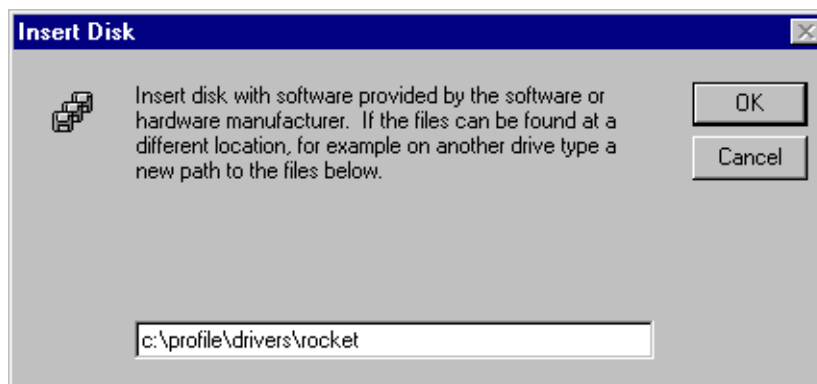 Insert Disk
Insert disk with software provided by the software or
hardware manufacturer.  If the files can be found at a
different location, for example on another drive type a
new path to the files below.
OK
Cancel
c:\profile\drivers\rocket